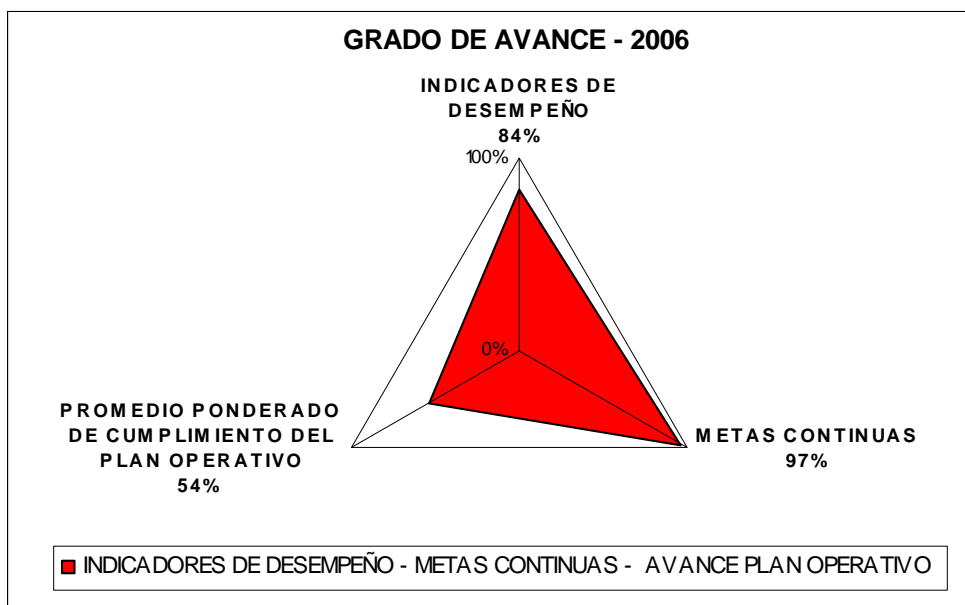 GRADO DE AVANCE - 2006
INDICADORES DE
DESEMPEÑO
84%
100%
0%
PROMEDIO PONDERADO
DE CUMPLIMIENTO DEL
PLAN OPERATIVO
54%
METAS CONTINUAS
97%
INDICADORES DE DESEMPEÑO - METAS CONTINUAS - AVANCE PLAN OPERATIVO